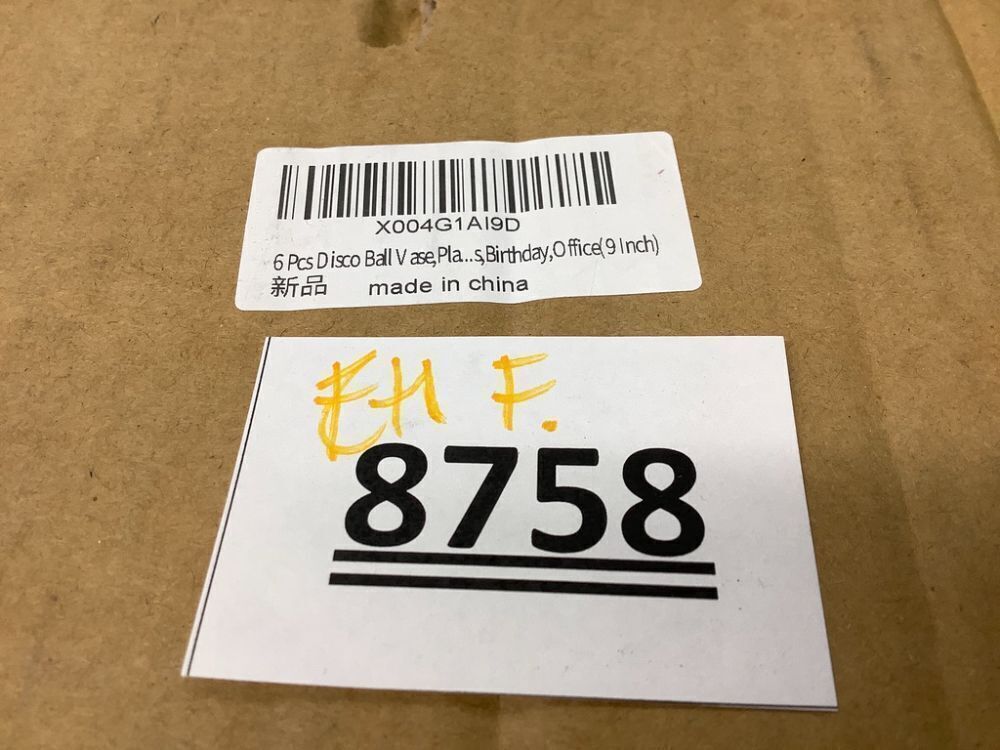 X004G1AI9D
6 Pcs Disco Ball Vase,Pla...s,Birthday,Office(9 Inch)
新品 made in china
EH F.
8758